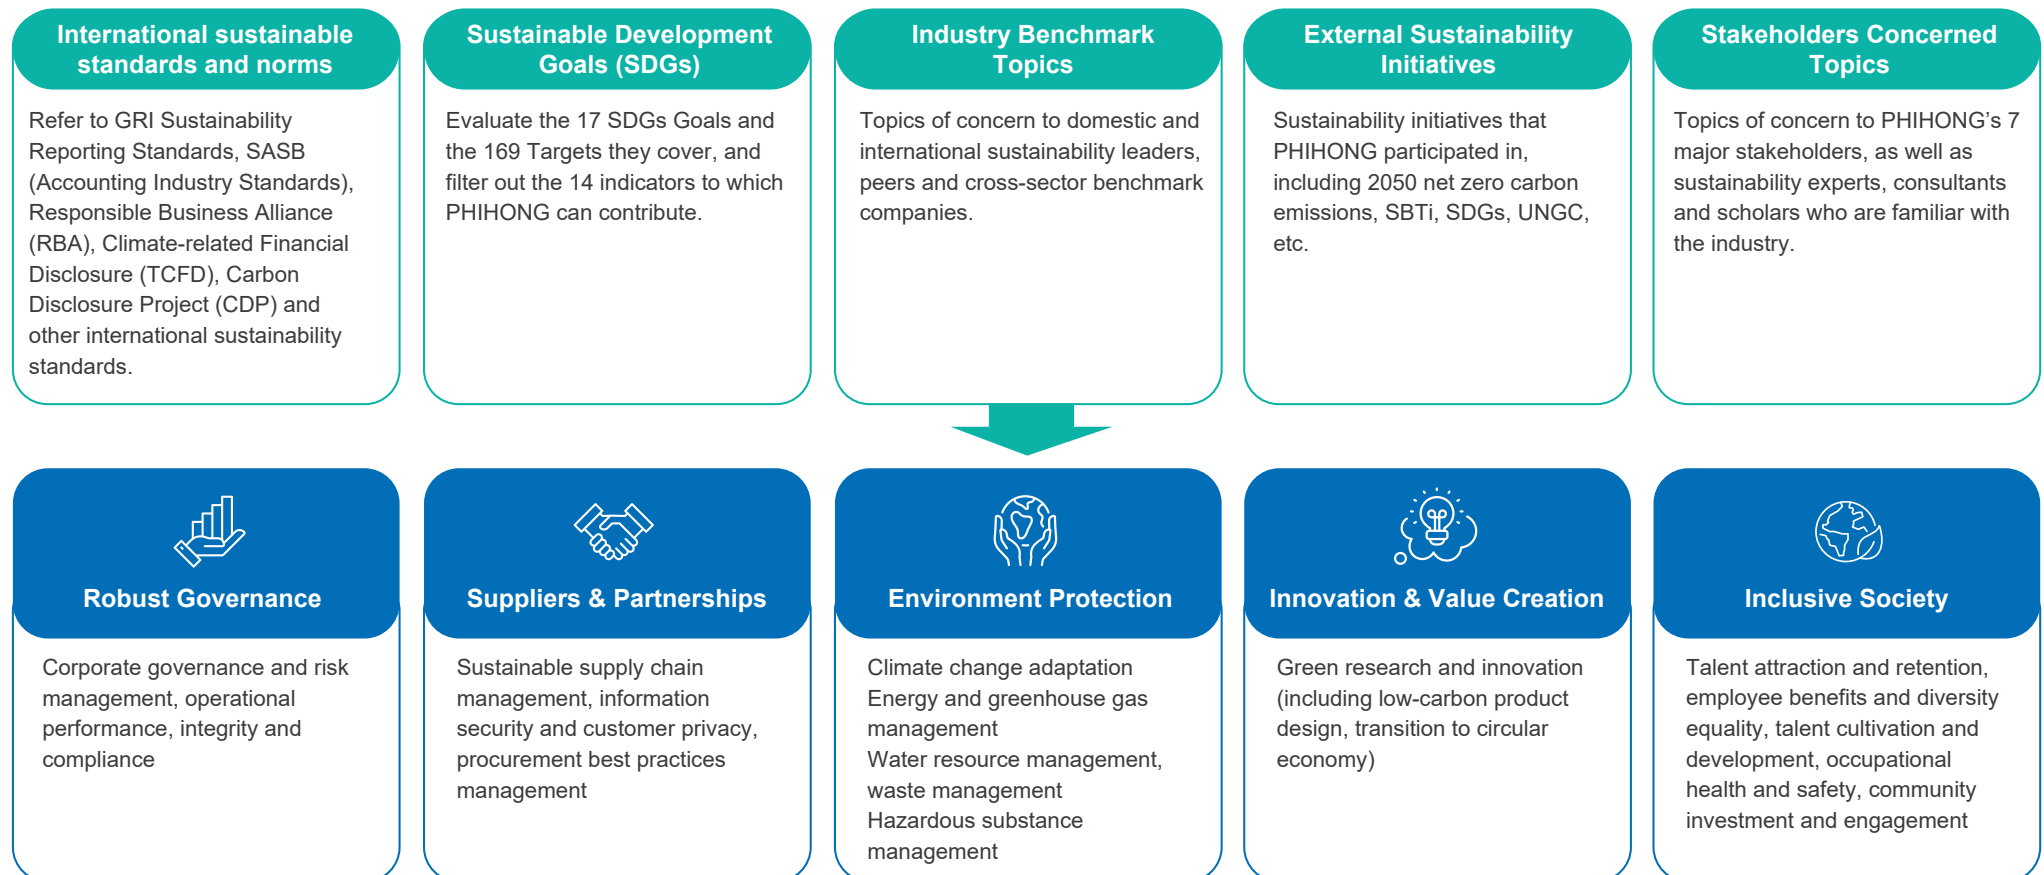 International sustainable
standards and norms
Refer to GRI Sustainability
Reporting Standards, SASB
(Accounting Industry Standards),
Responsible Business Alliance
(RBA), Climate-related Financial
Disclosure (TCFD), Carbon
Disclosure Project (CDP) and
other international sustainability
standards.
Sustainable Development
Goals (SDGs)
Evaluate the 17 SDGs Goals and
the 169 Targets they cover, and
filter out the 14 indicators to which
PHIHONG can contribute.
Industry Benchmark
Topics
Topics of concern to domestic and
international sustainability leaders,
peers and cross-sector benchmark
companies.
External Sustainability
Initiatives
Sustainability initiatives that
PHIHONG participated in,
including 2050 net zero carbon
emissions, SBTi, SDGs, UNGC,
etc.
Stakeholders Concerned
Topics
Topics of concern to PHIHONG’s 7
major stakeholders, as well as
sustainability experts, consultants
and scholars who are familiar with
the industry.
Robust Governance
Corporate governance and risk
management, operational
performance, integrity and
compliance
Suppliers & Partnerships
Sustainable supply chain
management, information
security and customer privacy,
procurement best practices
management
Environment Protection
Climate change adaptation
Energy and greenhouse gas
management
Water resource management,
waste management
Hazardous substance
management
Innovation & Value Creation
Green research and innovation
(including low-carbon product
design, transition to circular
economy)
Inclusive Society
Talent attraction and retention,
employee benefits and diversity
equality, talent cultivation and
development, occupational
health and safety, community
investment and engagement